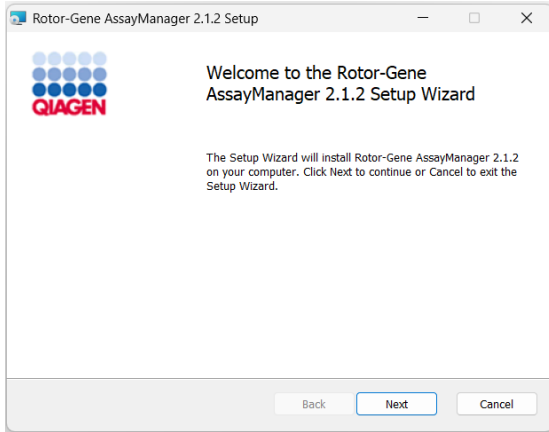 Rotor-Gene AssayManager 2.1.2 Setup
QIAGEN
Welcome to the Rotor-Gene
AssayManager 2.1.2 Setup Wizard
The Setup Wizard will install Rotor-Gene AssayManager 2.1.2
on your computer. Click Next to continue or Cancel to exit the
Setup Wizard.
Back Next Cancel